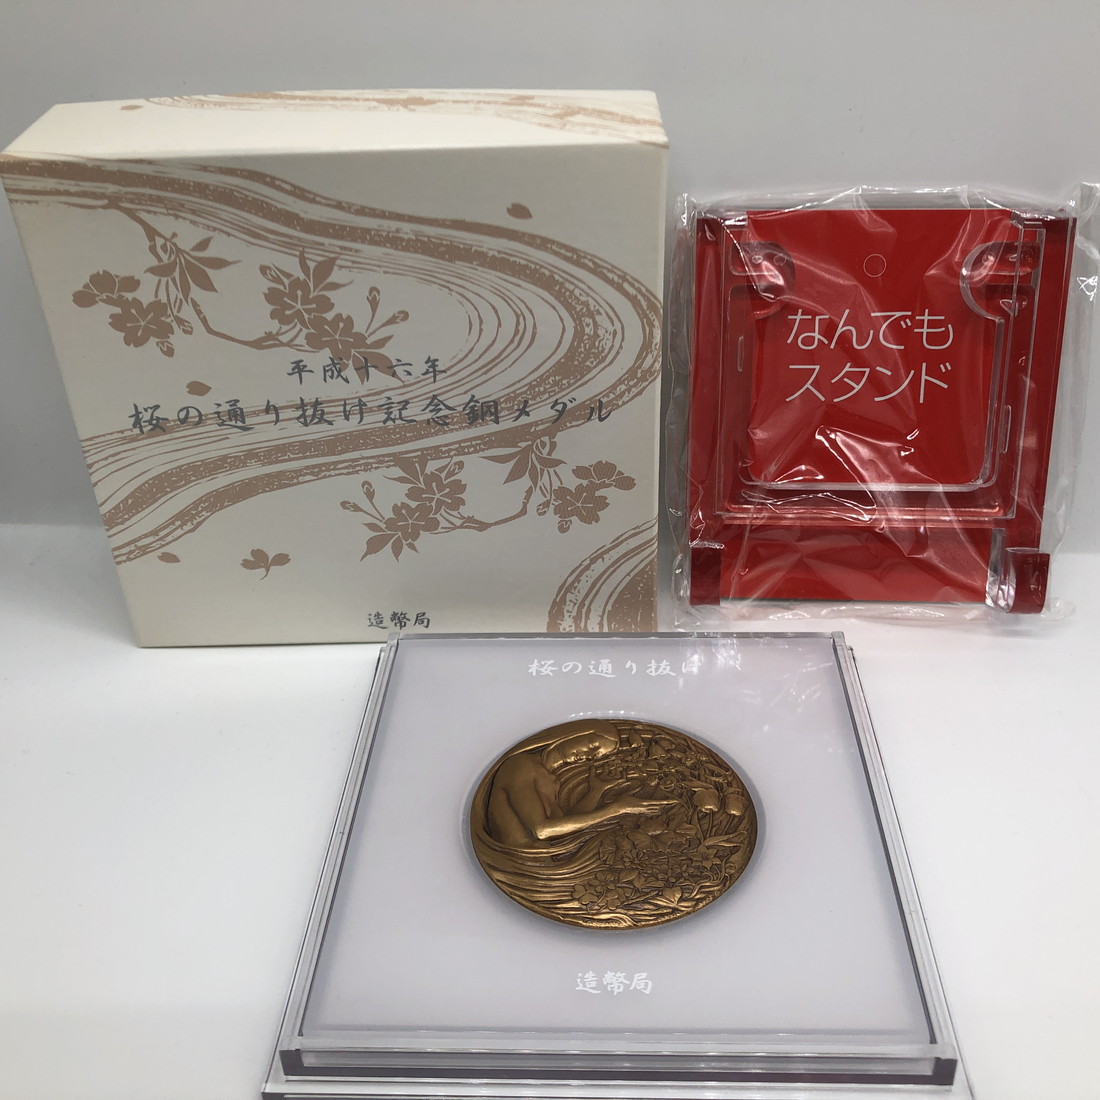 平成十六年
桜の通り抜け記念銅メダル
造幣局
なんでも
スタンド
桜の通り抜け
造幣局